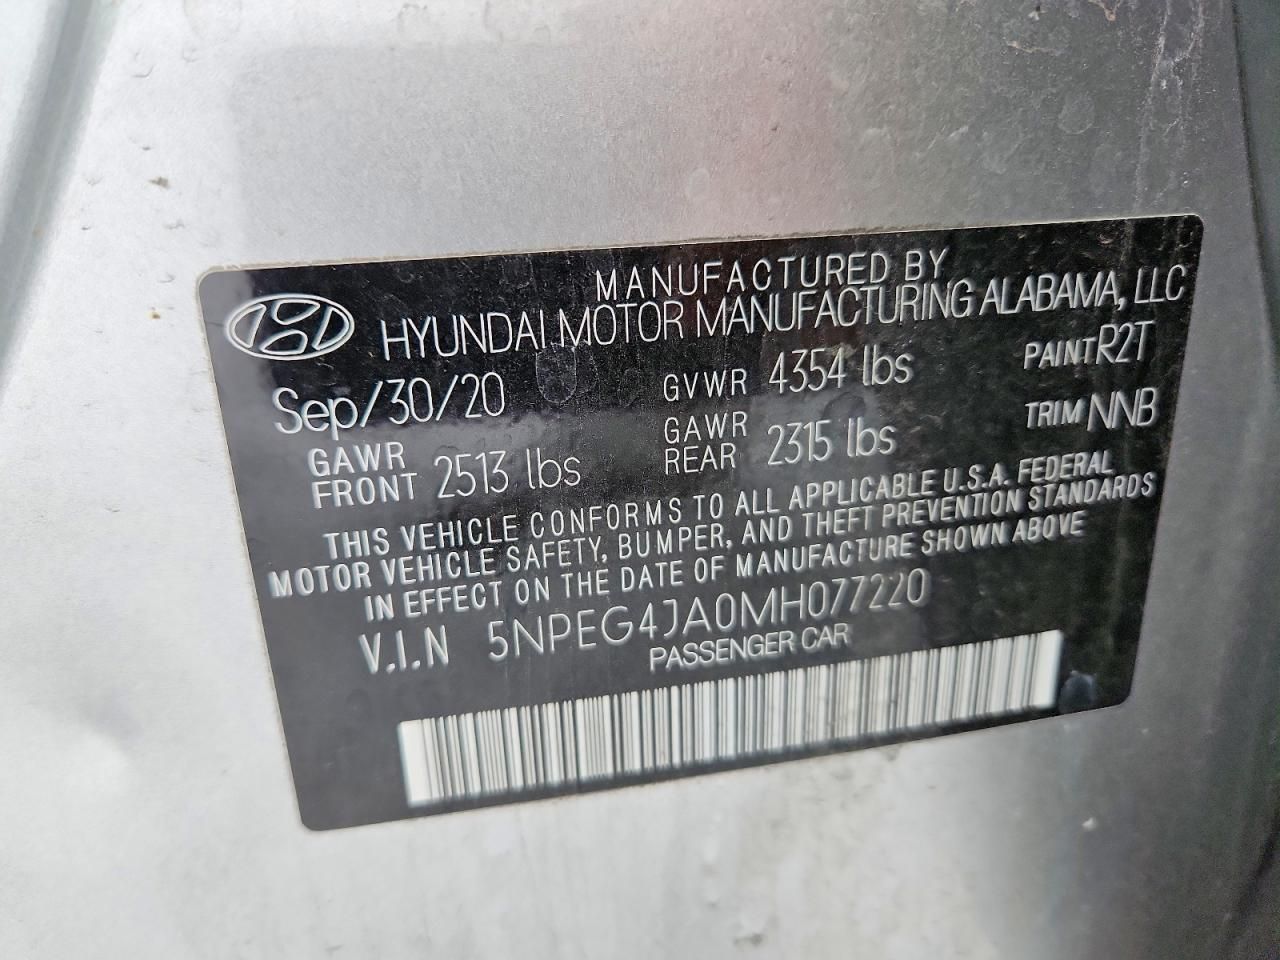 MANUFACTURED BY
HYUNDAI MOTOR MANUFACTURING ALABAMA, LLC
Sep/30/20 GVWR 4354 lbs PAINT R2T
GAWR FRONT 2513 lbs GAWR REAR 2315 lbs TRIM NNB
THIS VEHICLE CONFORMS TO ALL APPLICABLE U.S.A. FEDERAL
MOTOR VEHICLE SAFETY, BUMPER, AND THEFT PREVENTION STANDARDS
IN EFFECT ON THE DATE OF MANUFACTURE SHOWN ABOVE
V.I.N 5NPEG4JA0MH077220
PASSENGER CAR